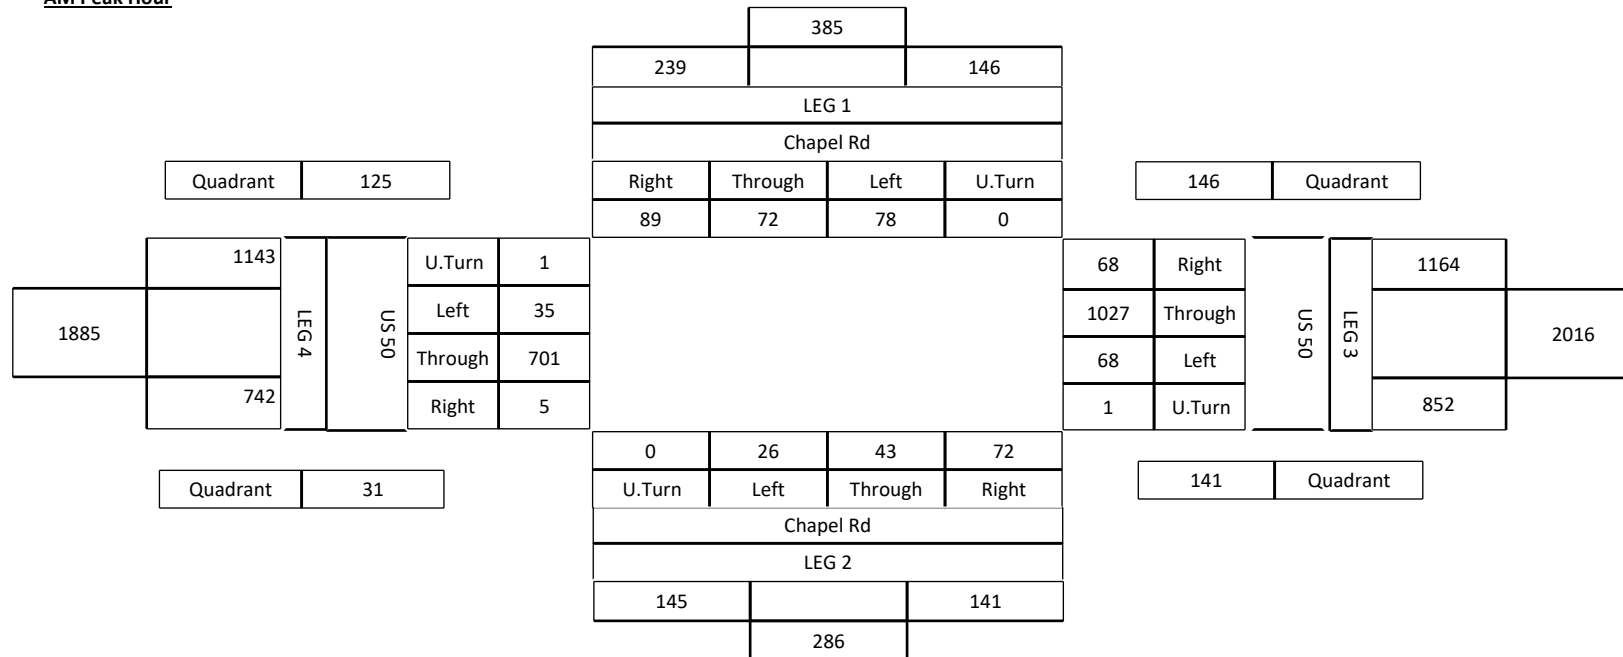 AM Peak Hour
385
239 146
LEG 1
Chapel Rd
Quadrant 125
Right Through Left U.Turn
146 Quadrant
89 72 78 0
1143
LEG 4
US 50
U.Turn 1
68 Right
US 50
LEG 3
1164
1885
Left 35
1027 Through
2016
Through 701
68 Left
742
Right 5
1 U.Turn
852
0 26 43 72
Quadrant 31
U.Turn Left Through Right
141 Quadrant
Chapel Rd
LEG 2
145 141
286